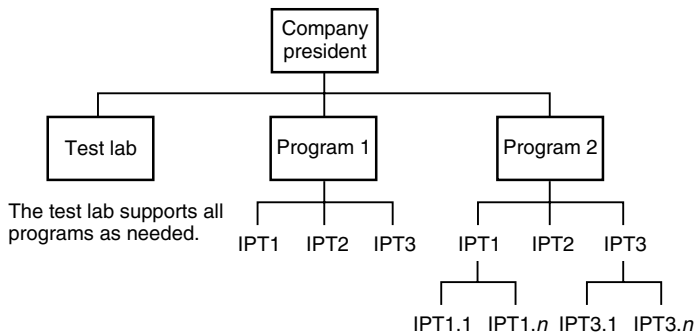 Company
president
Test lab
Program 1
Program 2
The test lab supports all
programs as needed.
IPT1 IPT2 IPT3
IPT1 IPT2 IPT3
IPT1.1 IPT1.n IPT3.1 IPT3.n